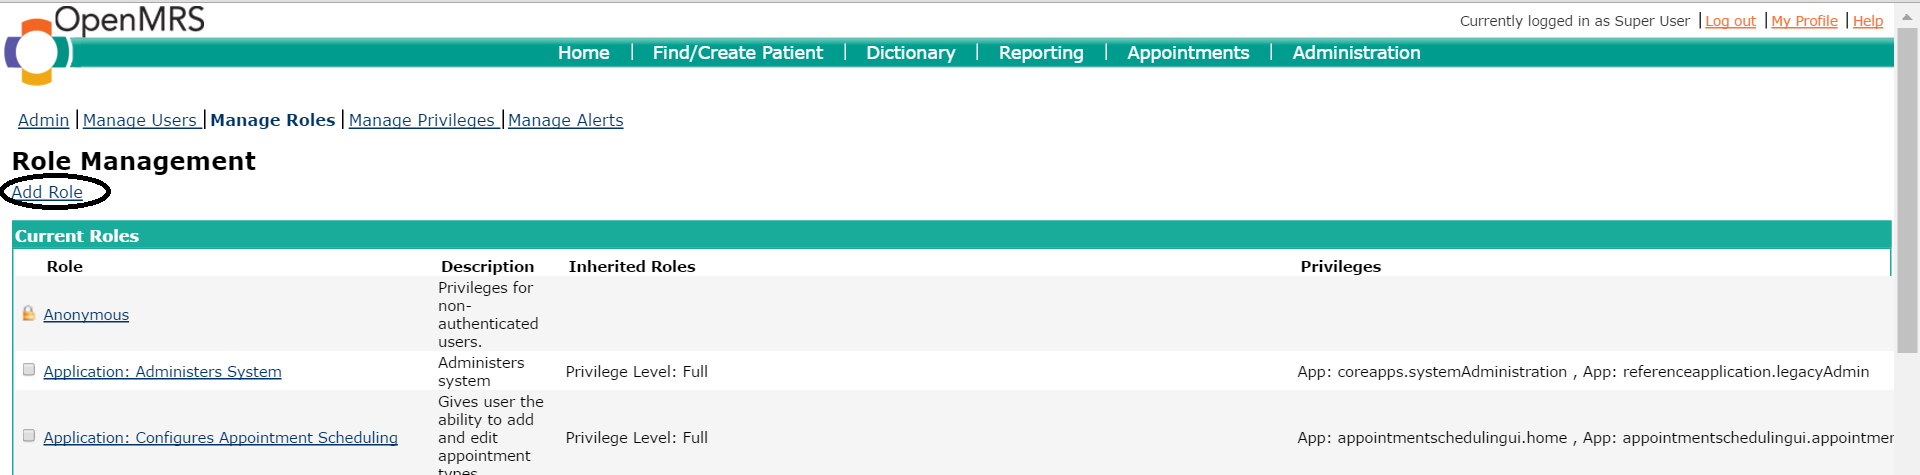 OpenMRS
Currently logged in as Super User | Log out | My Profile | Help
Home | Find/Create Patient | Dictionary | Reporting | Appointments | Administration
Admin | Manage Users | Manage Roles | Manage Privileges | Manage Alerts
Role Management
Add Role
Current Roles
Role Description Inherited Roles Privileges
Anonymous
Privileges for
non-
authenticated
users.
Application: Administers System
Administers
system
Privilege Level: Full
App: coreapps.systemAdministration , App: referenceapplication.legacyAdmin
Application: Configures Appointment Scheduling
Gives user the
ability to add
and edit
appointment
types
Privilege Level: Full
App: appointmentschedulingui.home , App: appointmentschedulingui.appointmer